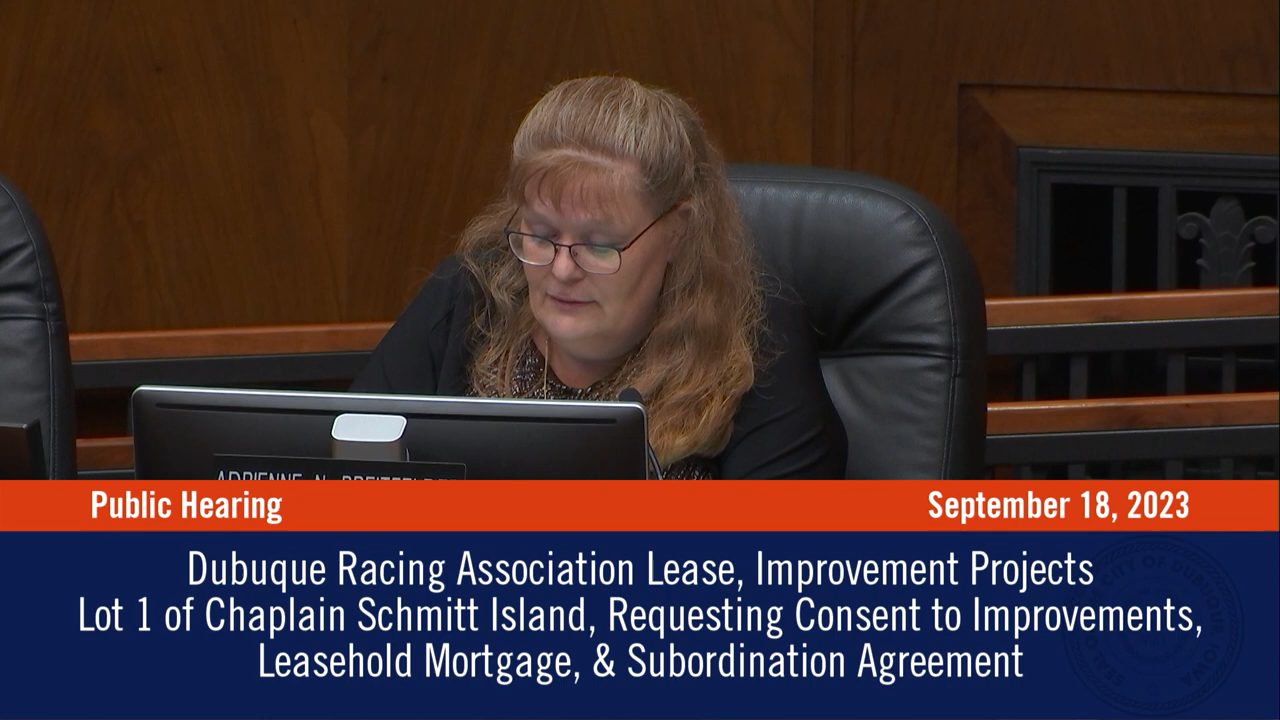 ADRIENNE N.
Public Hearing
September 18, 2023
Dubuque Racing Association Lease, Improvement Projects
Lot 1 of Chaplain Schmitt Island, Requesting Consent to Improvements,
Leasehold Mortgage, & Subordination Agreement